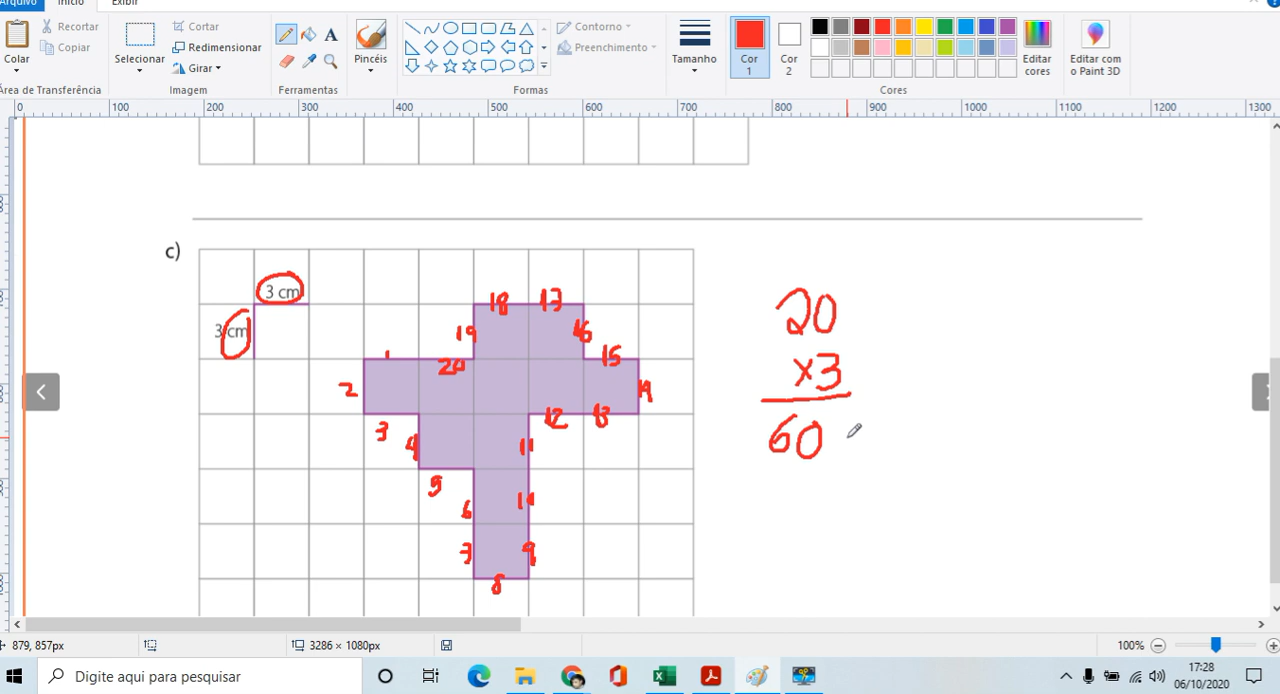 Arquivo
Início
Exibir
Colar
Recortar
Copiar
Área de Transferência
Selecionar
Cortar
Redimensionar
Girar
Imagem
A
Ferramentas
Pincéis
Contorno
Preenchimento
Formas
Tamanho
Cor
1
Cor
2
Editar
cores
Editar com
o Paint 3D
Cores
0 100 200 300 400 500 600 700 800 900 1000 1100 1200 1300
c)
3 cm
3 cm
18 17
19 16
1 20 15
2 14
3 4 12 13
11
5
6 10
7 9
8
20
×3
60
879, 857px
3286 × 1080px
100%
Digite aqui para pesquisar
17:28
06/10/2020